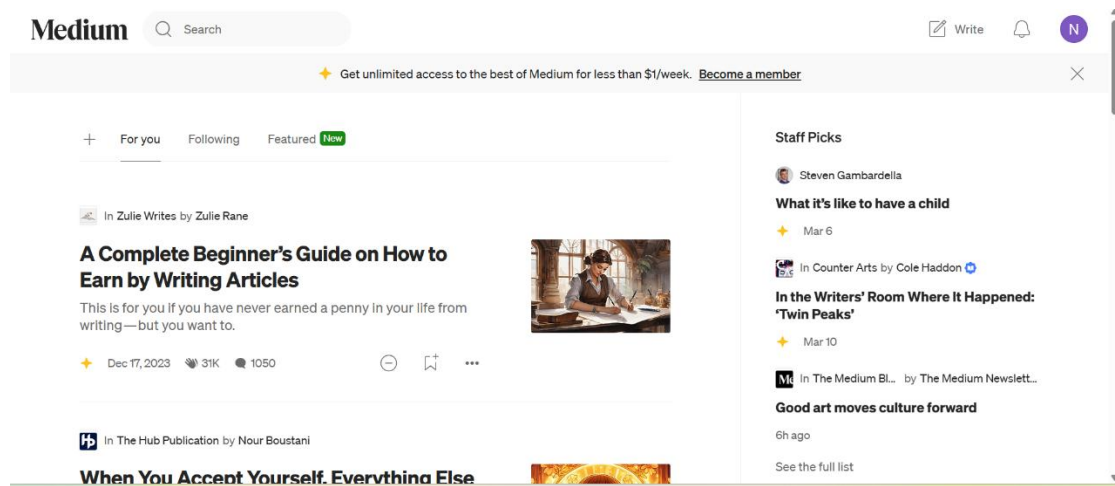 Medium
Search
Write
N
Get unlimited access to the best of Medium for less than $1/week. Become a member
For you Following Featured New
In Zulie Writes by Zulie Rane
A Complete Beginner's Guide on How to
Earn by Writing Articles
This is for you if you have never earned a penny in your life from
writing—but you want to.
Dec 17, 2023 31K 1050
In The Hub Publication by Nour Boustani
When You Accept Yourself, Everything Else
Staff Picks
Steven Gambardella
What it's like to have a child
Mar 6
In Counter Arts by Cole Haddon
In the Writers' Room Where It Happened:
‘Twin Peaks’
Mar 10
In The Medium Bl... by The Medium Newslett...
Good art moves culture forward
6h ago
See the full list